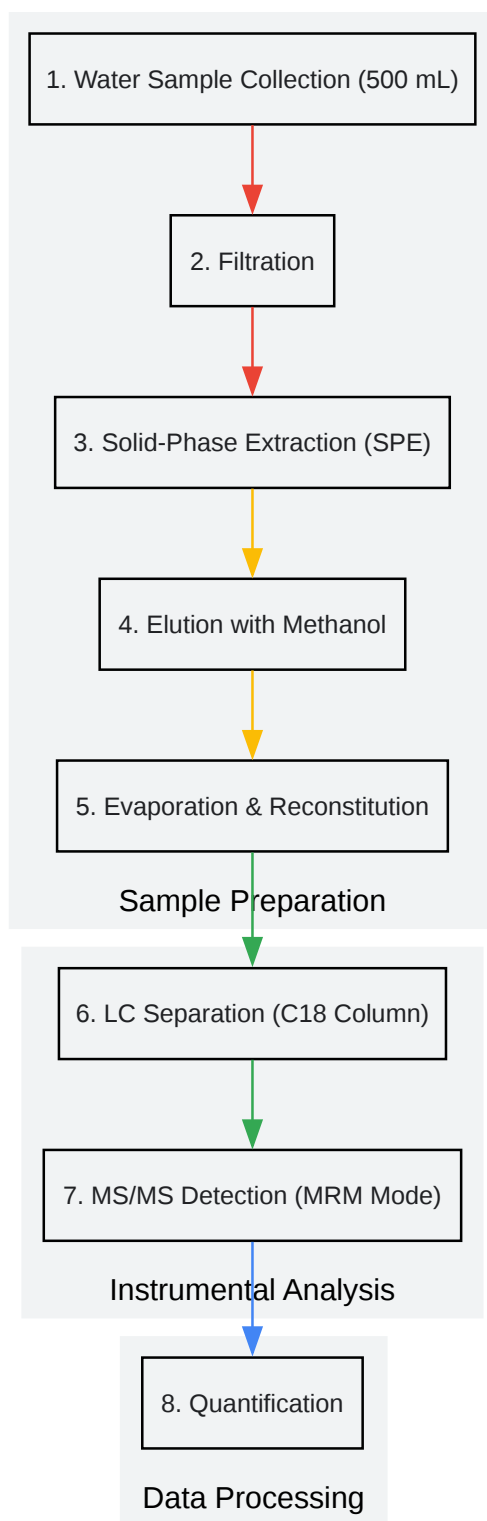 1. Water Sample Collection (500 mL)
2. Filtration
3. Solid-Phase Extraction (SPE)
4. Elution with Methanol
5. Evaporation & Reconstitution
Sample Preparation
6. LC Separation (C18 Column)
7. MS/MS Detection (MRM Mode)
Instrumental Analysis
8. Quantification
Data Processing